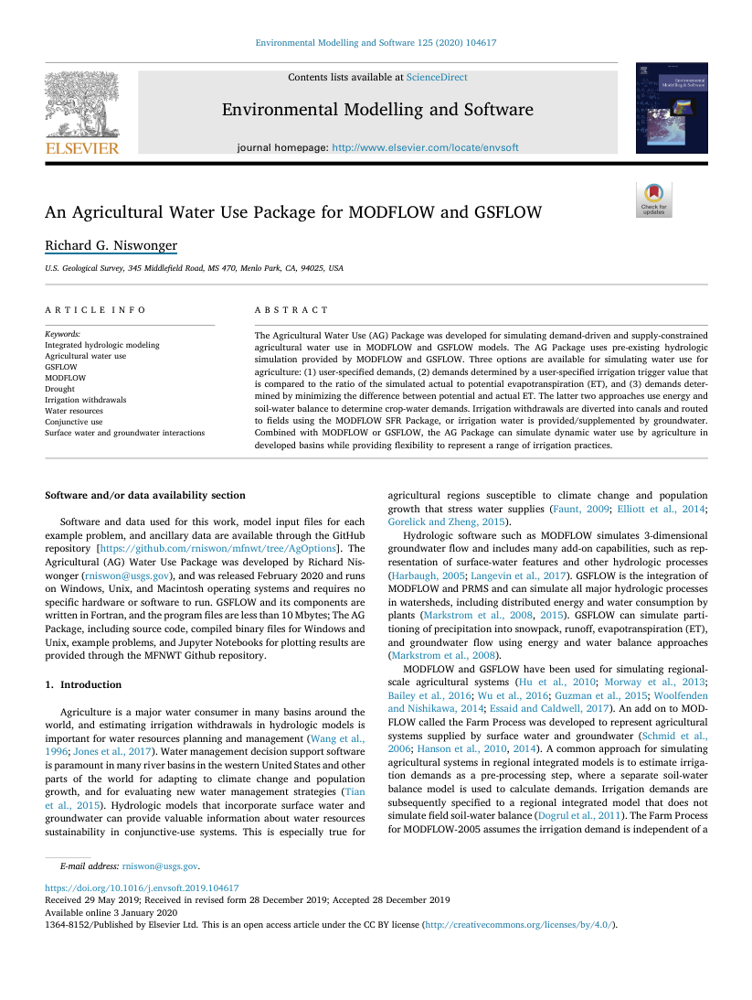 Environmental Modelling and Software 125 (2020) 104617
Contents lists available at ScienceDirect
Environmental Modelling and Software
journal homepage: http://www.elsevier.com/locate/envsoft
ELSEVIER
Environmental
Modelling & Software
Check for
updates
An Agricultural Water Use Package for MODFLOW and GSFLOW
Richard G. Niswonger
U.S. Geological Survey, 345 Middlefield Road, MS 470, Menlo Park, CA, 94025, USA
ARTICLE INFO
Keywords:
Integrated hydrologic modeling
Agricultural water use
GSFLOW
MODFLOW
Drought
Irrigation withdrawals
Water resources
Conjunctive use
Surface water and groundwater interactions
ABSTRACT
The Agricultural Water Use (AG) Package was developed for simulating demand-driven and supply-constrained
agricultural water use in MODFLOW and GSFLOW models. The AG Package uses pre-existing hydrologic
simulation provided by MODFLOW and GSFLOW. Three options are available for simulating water use for
agriculture: (1) user-specified demands, (2) demands determined by a user-specified irrigation trigger value that
is compared to the ratio of the simulated actual to potential evapotranspiration (ET), and (3) demands deter-
mined by minimizing the difference between potential and actual ET. The latter two approaches use energy and
soil-water balance to determine crop-water demands. Irrigation withdrawals are diverted into canals and routed
to fields using the MODFLOW SFR Package, or irrigation water is provided/supplemented by groundwater.
Combined with MODFLOW or GSFLOW, the AG Package can simulate dynamic water use by agriculture in
developed basins while providing flexibility to represent a range of irrigation practices.
Software and/or data availability section
Software and data used for this work, model input files for each
example problem, and ancillary data are available through the GitHub
repository [https://github.com/rniswon/mfnwt/tree/AgOptions]. The
Agricultural (AG) Water Use Package was developed by Richard Nis-
wonger (rniswon@usgs.gov), and was released February 2020 and runs
on Windows, Unix, and Macintosh operating systems and requires no
specific hardware or software to run. GSFLOW and its components are
written in Fortran, and the program files are less than 10 Mbytes; The AG
Package, including source code, compiled binary files for Windows and
Unix, example problems, and Jupyter Notebooks for plotting results are
provided through the MFNWT Github repository.
1. Introduction
Agriculture is a major water consumer in many basins around the
world, and estimating irrigation withdrawals in hydrologic models is
important for water resources planning and management (Wang et al.,
1996; Jones et al., 2017). Water management decision support software
is paramount in many river basins in the western United States and other
parts of the world for adapting to climate change and population
growth, and for evaluating new water management strategies (Tian
et al., 2015). Hydrologic models that incorporate surface water and
groundwater can provide valuable information about water resources
sustainability in conjunctive-use systems. This is especially true for
agricultural regions susceptible to climate change and population
growth that stress water supplies (Faunt, 2009; Elliott et al., 2014;
Gorelick and Zheng, 2015).
Hydrologic software such as MODFLOW simulates 3-dimensional
groundwater flow and includes many add-on capabilities, such as rep-
resentation of surface-water features and other hydrologic processes
(Harbaugh, 2005; Langevin et al., 2017). GSFLOW is the integration of
MODFLOW and PRMS and can simulate all major hydrologic processes
in watersheds, including distributed energy and water consumption by
plants (Markstrom et al., 2008, 2015). GSFLOW can simulate parti-
tioning of precipitation into snowpack, runoff, evapotranspiration (ET),
and groundwater flow using energy and water balance approaches
(Markstrom et al., 2008).
MODFLOW and GSFLOW have been used for simulating regional-
scale agricultural systems (Hu et al., 2010; Morway et al., 2013;
Bailey et al., 2016; Wu et al., 2016; Guzman et al., 2015; Woolfenden
and Nishikawa, 2014; Essaid and Caldwell, 2017). An add on to MOD-
FLOW called the Farm Process was developed to represent agricultural
systems supplied by surface water and groundwater (Schmid et al.,
2006; Hanson et al., 2010, 2014). A common approach for simulating
agricultural systems in regional integrated models is to estimate irriga-
tion demands as a pre-processing step, where a separate soil-water
balance model is used to calculate demands. Irrigation demands are
subsequently specified to a regional integrated model that does not
simulate field soil-water balance (Dogrul et al., 2011). The Farm Process
for MODFLOW-2005 assumes the irrigation demand is independent of a
E-mail address: rniswon@usgs.gov.
https://doi.org/10.1016/j.envsoft.2019.104617
Received 29 May 2019; Received in revised form 28 December 2019; Accepted 28 December 2019
Available online 3 January 2020
1364-8152/Published by Elsevier Ltd. This is an open access article under the CC BY license (http://creativecommons.org/licenses/by/4.0/).